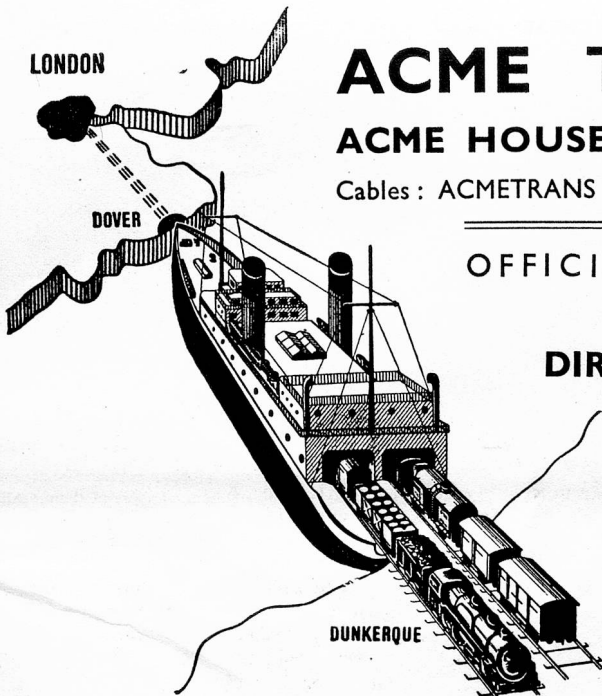 LONDON
ACME
ACME HOUSE
Cables : ACMETRANS
DOVER
OFFICI
DIR
DUNKERQUE